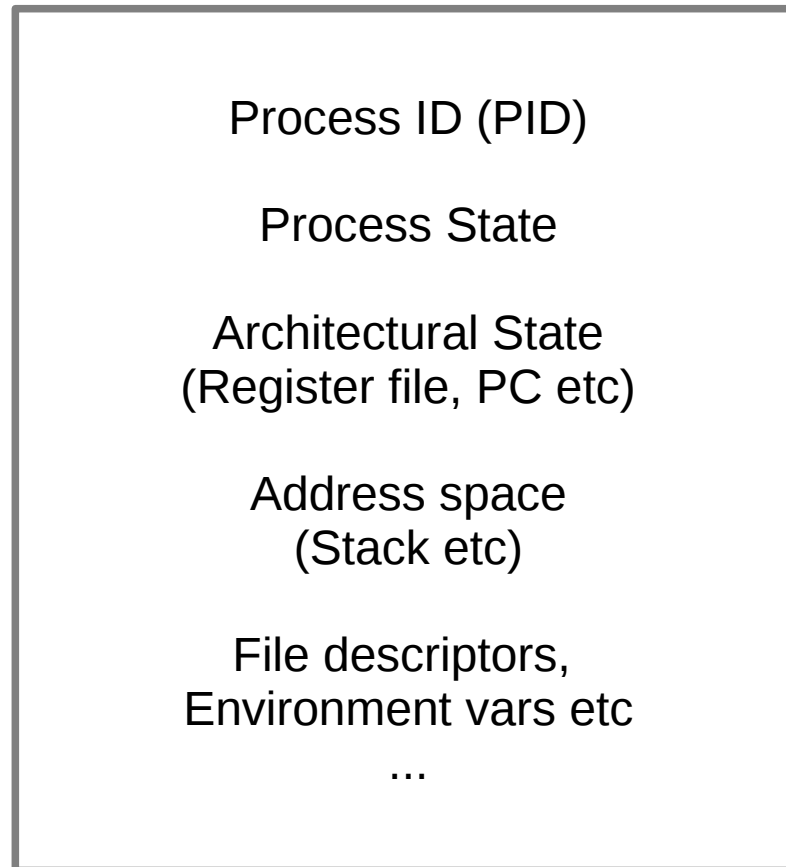 Process ID (PID)
Process State
Architectural State
(Register file, PC etc)
Address space
(Stack etc)
File descriptors,
Environment vars etc
...